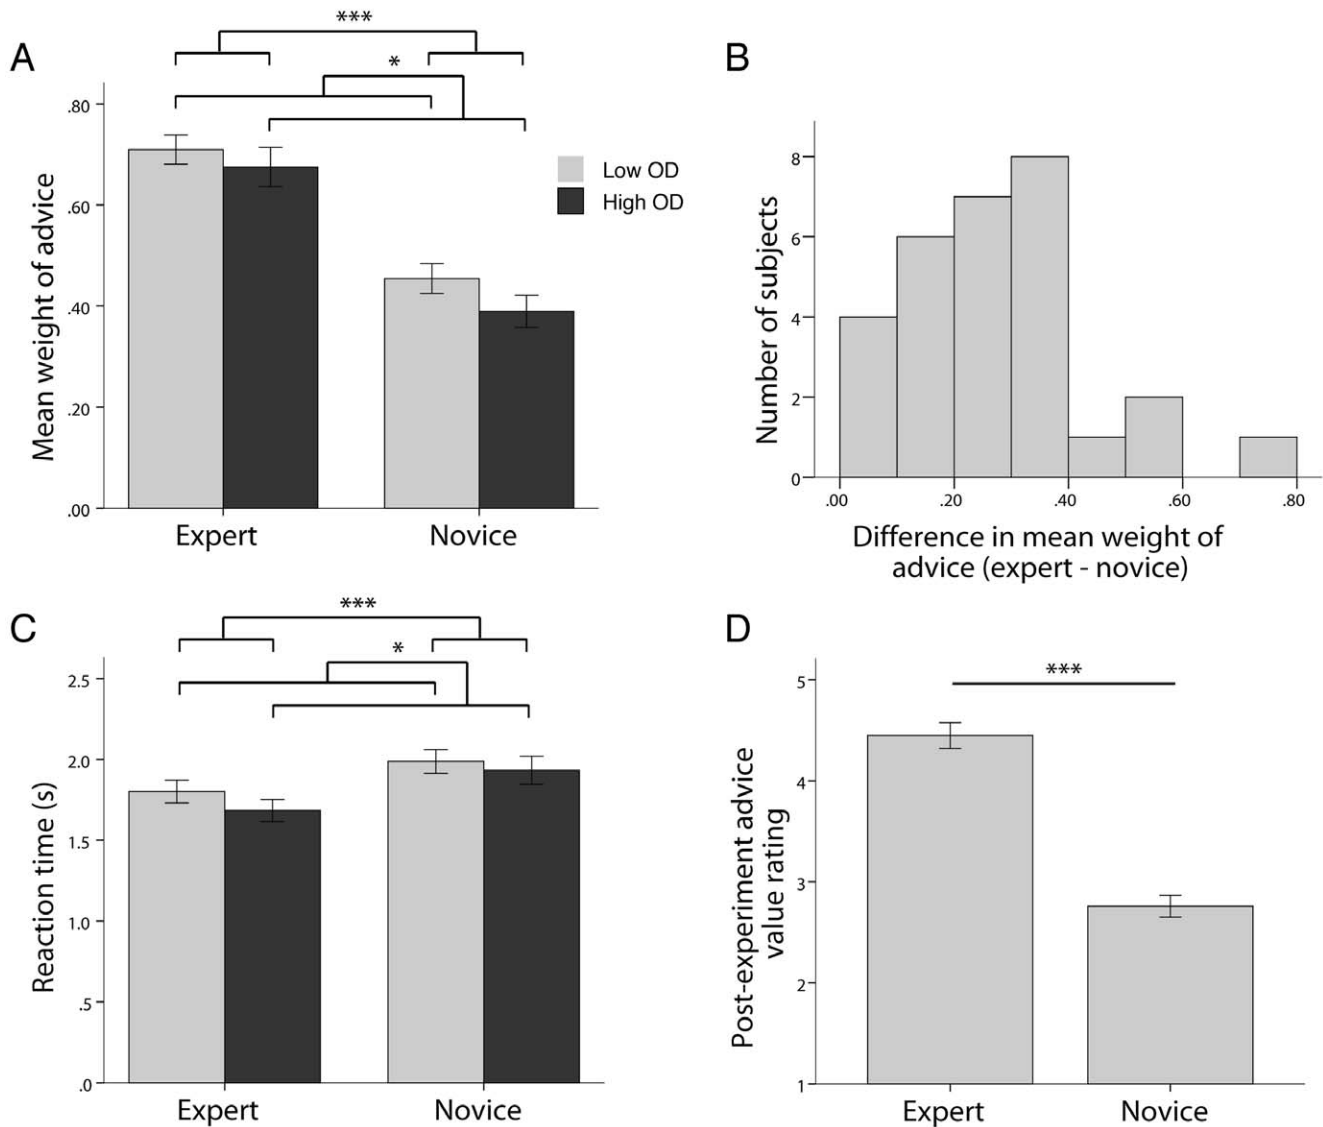 A
***
*
.80
.60
.40
.20
.00
Mean weight of advice
Low OD
High OD
Expert
Novice
B
8
6
4
2
0
Number of subjects
.00
.20
.40
.60
.80
Difference in mean weight of
advice (expert - novice)
C
***
*
2.5
2.0
1.5
1.0
.5
.0
Reaction time (s)
Expert
Novice
D
***
5
4
3
2
1
Post-experiment advice
value rating
Expert
Novice